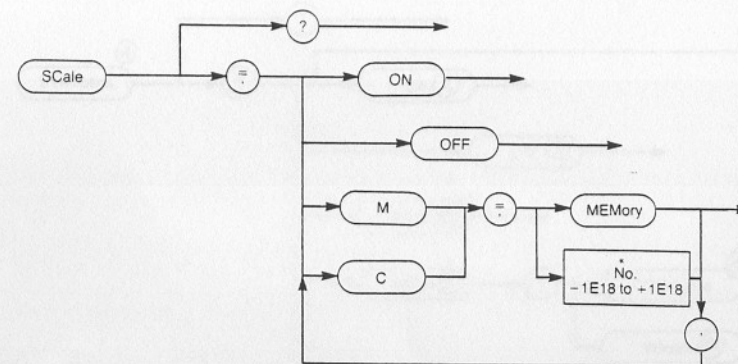 ?
SCale
=
ON
OFF
M
=
MEMory
C
*
No.
-1E18 to +1E18